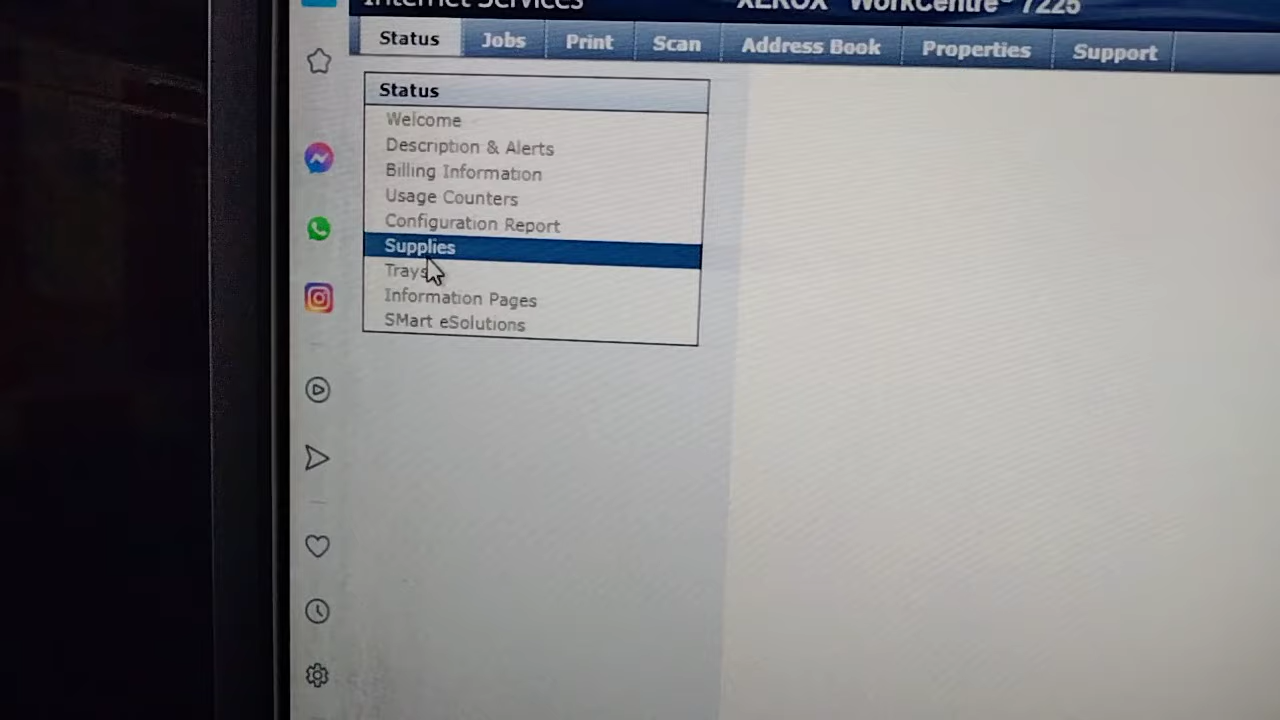 Internet Services
XEROX® WorkCentre® 7225
Status Jobs Print Scan Address Book Properties Support
Status
Welcome
Description & Alerts
Billing Information
Usage Counters
Configuration Report
Supplies
Trays
Information Pages
SMart eSolutions